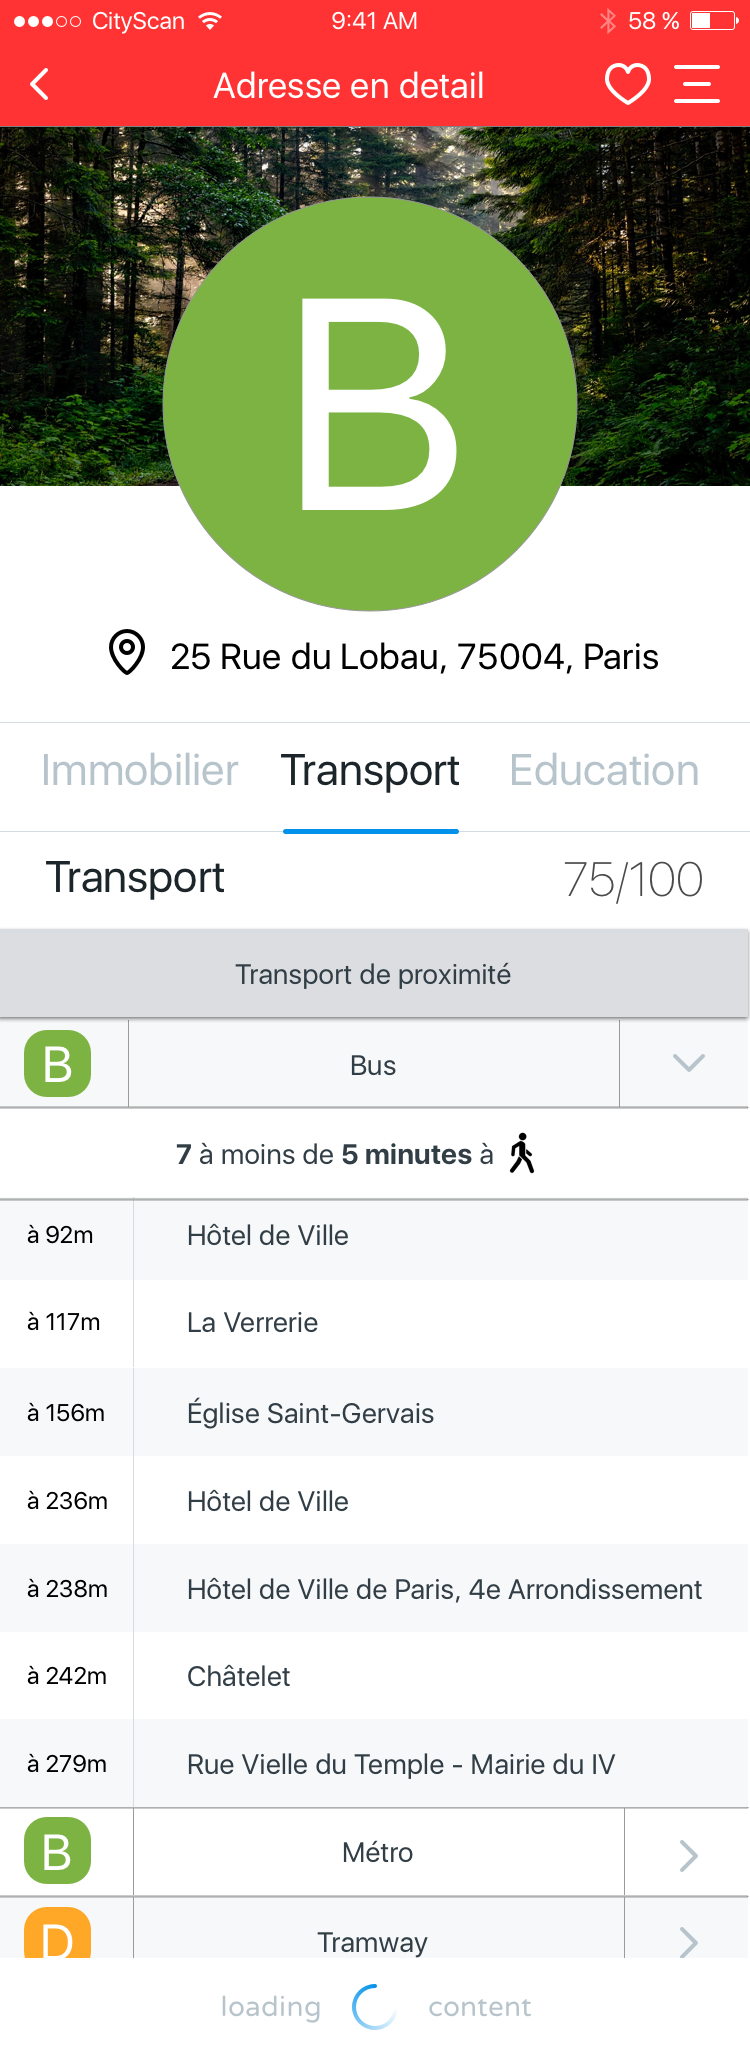 CityScan 9:41 AM 58 %
Adresse en detail
B
25 Rue du Lobau, 75004, Paris
Immobilier Transport Education
Transport 75/100
Transport de proximité
B Bus
7 à moins de 5 minutes à
à 92m Hôtel de Ville
à 117m La Verrerie
à 156m Église Saint-Gervais
à 236m Hôtel de Ville
à 238m Hôtel de Ville de Paris, 4e Arrondissement
à 242m Châtelet
à 279m Rue Vielle du Temple - Mairie du IV
B Métro
D Tramway
loading content